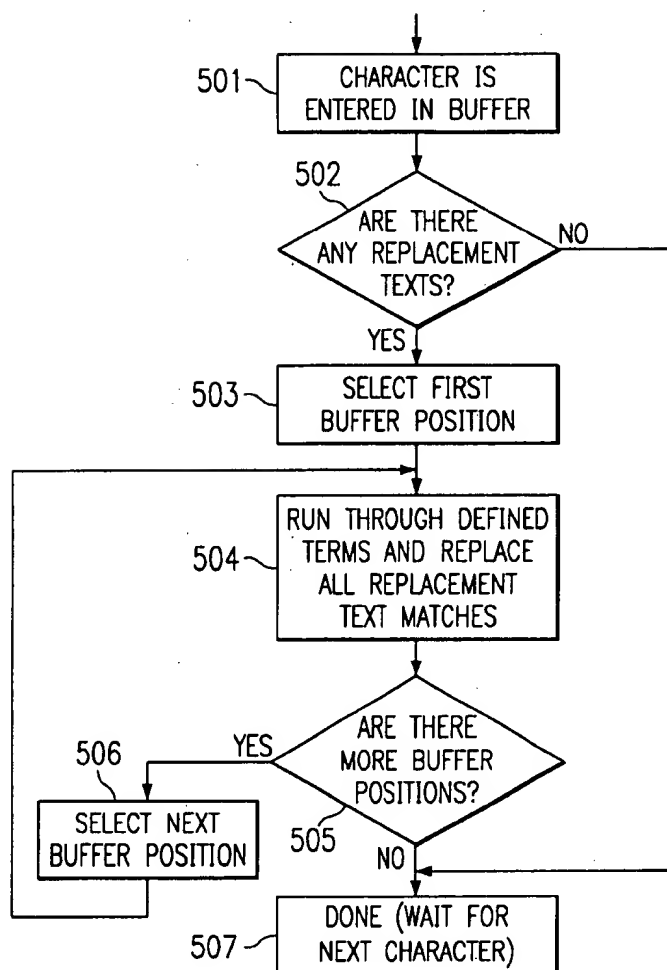 501
CHARACTER IS
ENTERED IN BUFFER
502
ARE THERE
ANY REPLACEMENT
TEXTS?
NO
YES
503
SELECT FIRST
BUFFER POSITION
504
RUN THROUGH DEFINED
TERMS AND REPLACE
ALL REPLACEMENT
TEXT MATCHES
ARE THERE
MORE BUFFER
POSITIONS?
505
YES
506
SELECT NEXT
BUFFER POSITION
NO
507
DONE (WAIT FOR
NEXT CHARACTER)